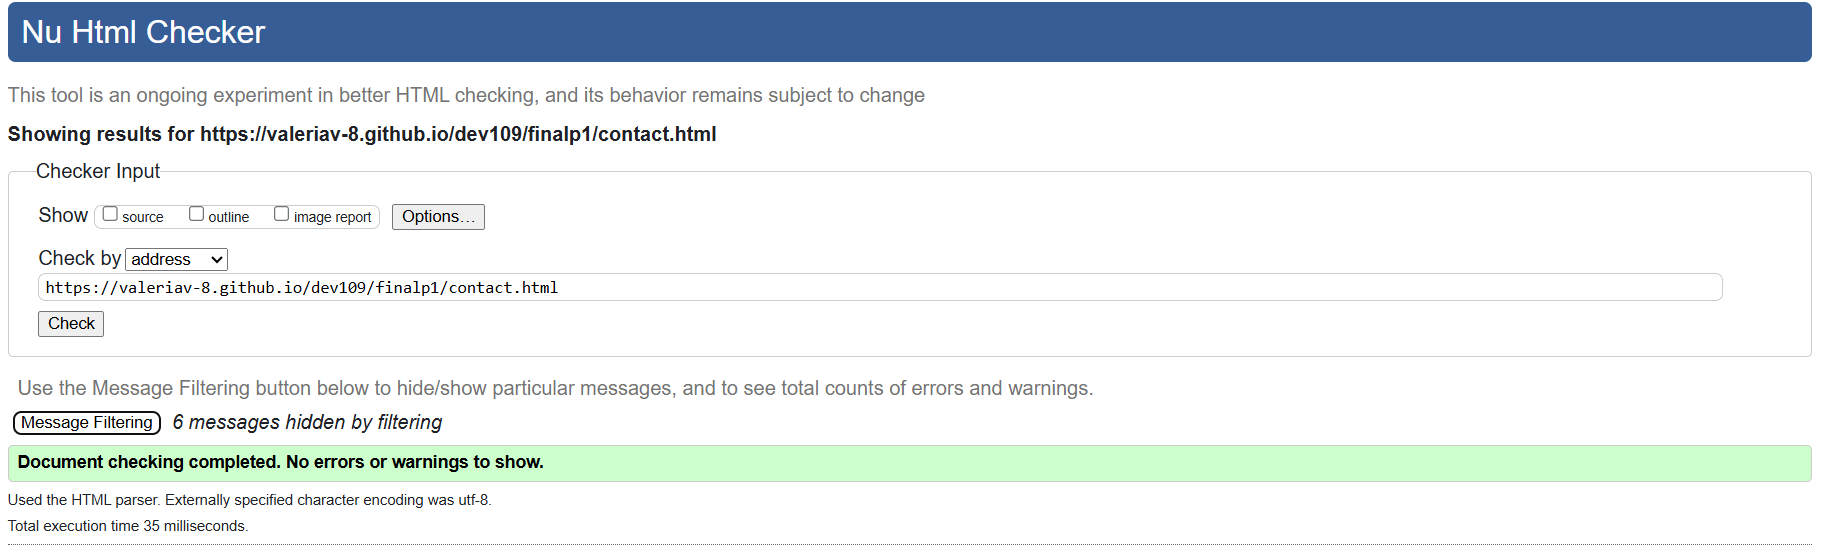 Nu Html Checker
This tool is an ongoing experiment in better HTML checking, and its behavior remains subject to change
Showing results for https://valeriav-8.github.io/dev109/finalp1/contact.html
Checker Input
Show source outline image report Options…
Check by address
https://valeriav-8.github.io/dev109/finalp1/contact.html
Check
Use the Message Filtering button below to hide/show particular messages, and to see total counts of errors and warnings.
Message Filtering 6 messages hidden by filtering
Document checking completed. No errors or warnings to show.
Used the HTML parser. Externally specified character encoding was utf-8.
Total execution time 35 milliseconds.